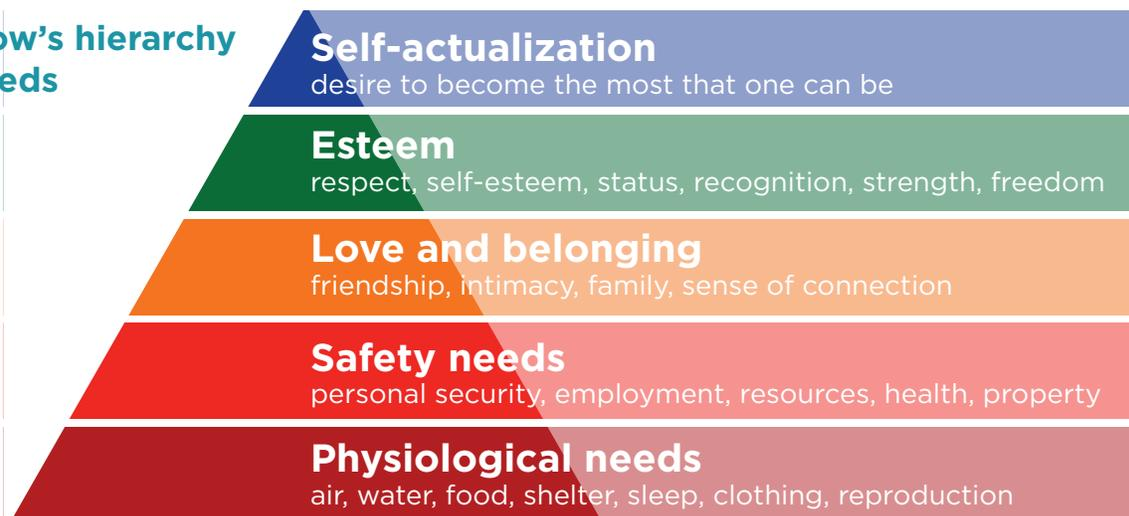 ow’s hierarchy
eds
Self-actualization
desire to become the most that one can be
Esteem
respect, self-esteem, status, recognition, strength, freedom
Love and belonging
friendship, intimacy, family, sense of connection
Safety needs
personal security, employment, resources, health, property
Physiological needs
air, water, food, shelter, sleep, clothing, reproduction